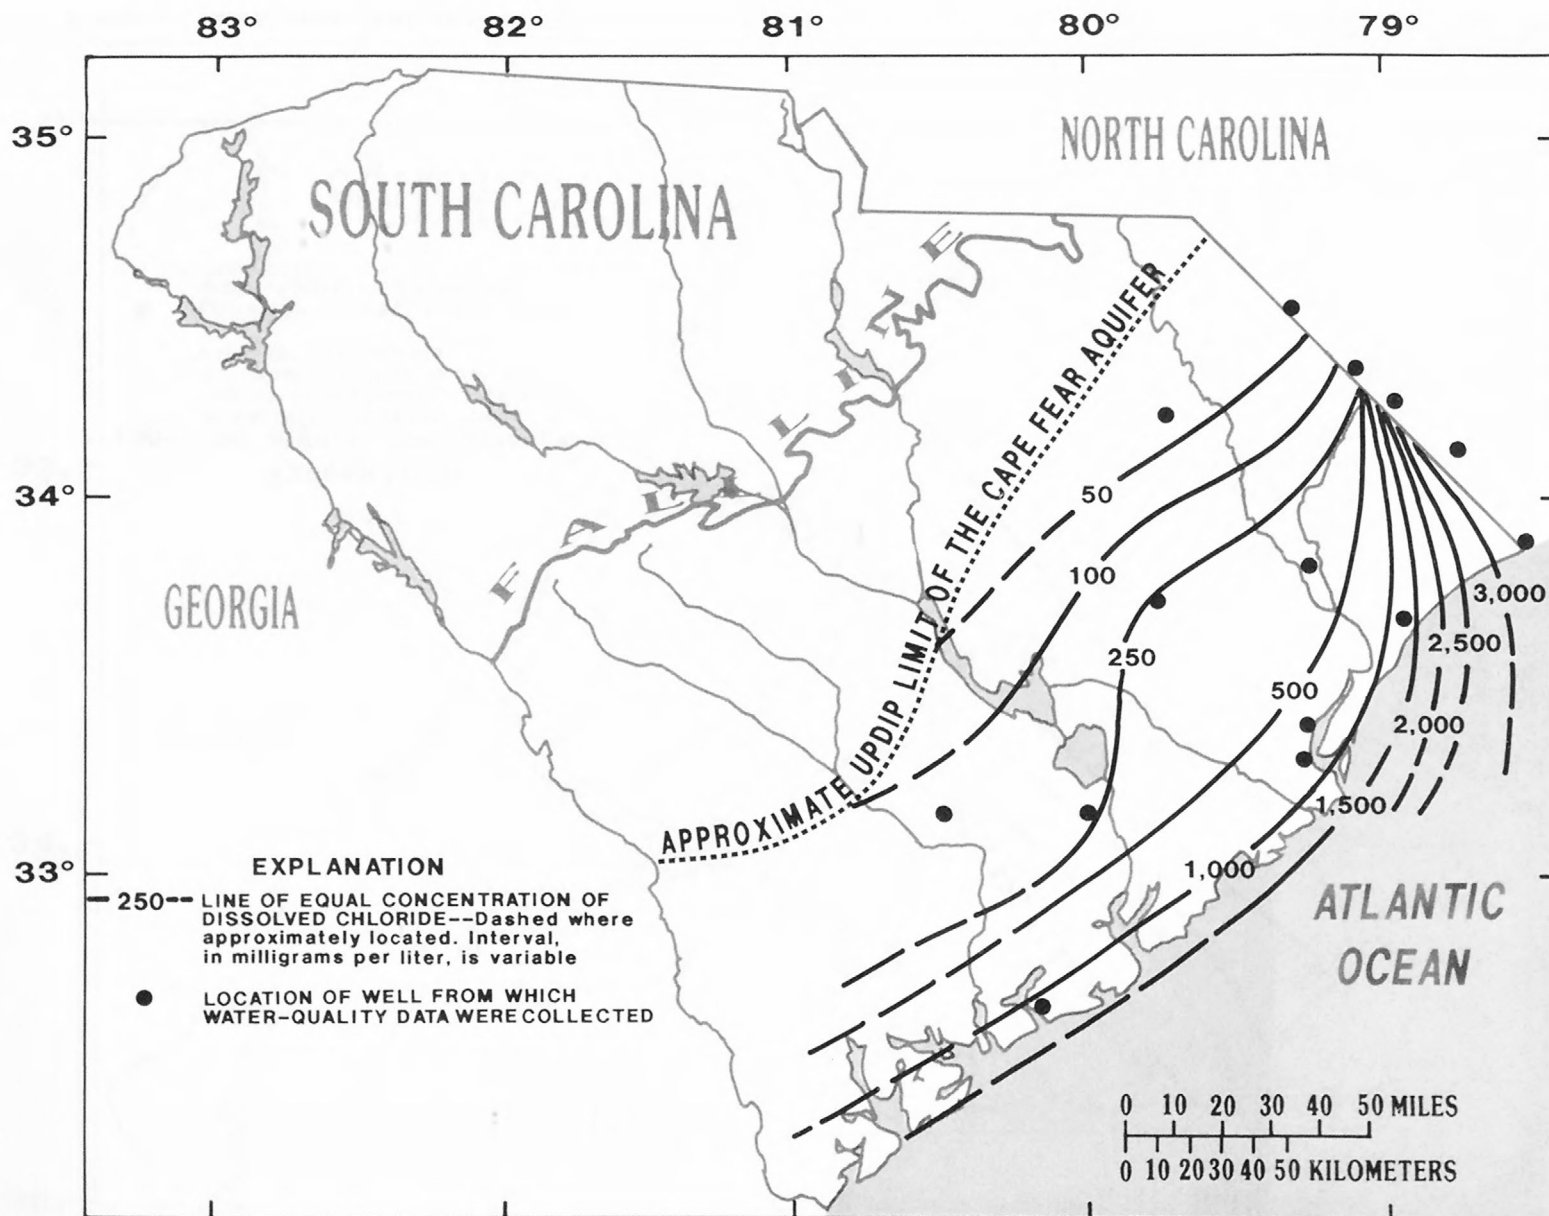 83° 82° 81° 80° 79°
35°
NORTH CAROLINA
SOUTH CAROLINA
FALL LINE
APPROXIMATE UPDIP LIMIT OF THE CAPE FEAR AQUIFER
34°
50
100
GEORGIA
3,000
250
2,500
500
2,000
1,500
1,000
33°
EXPLANATION
250 LINE OF EQUAL CONCENTRATION OF
DISSOLVED CHLORIDE--Dashed where
approximately located. Interval,
in milligrams per liter, is variable
LOCATION OF WELL FROM WHICH
WATER-QUALITY DATA WERECOLLECTED
ATLANTIC
OCEAN
0 10 20 30 40 50 MILES
0 10 20 30 40 50 KILOMETERS